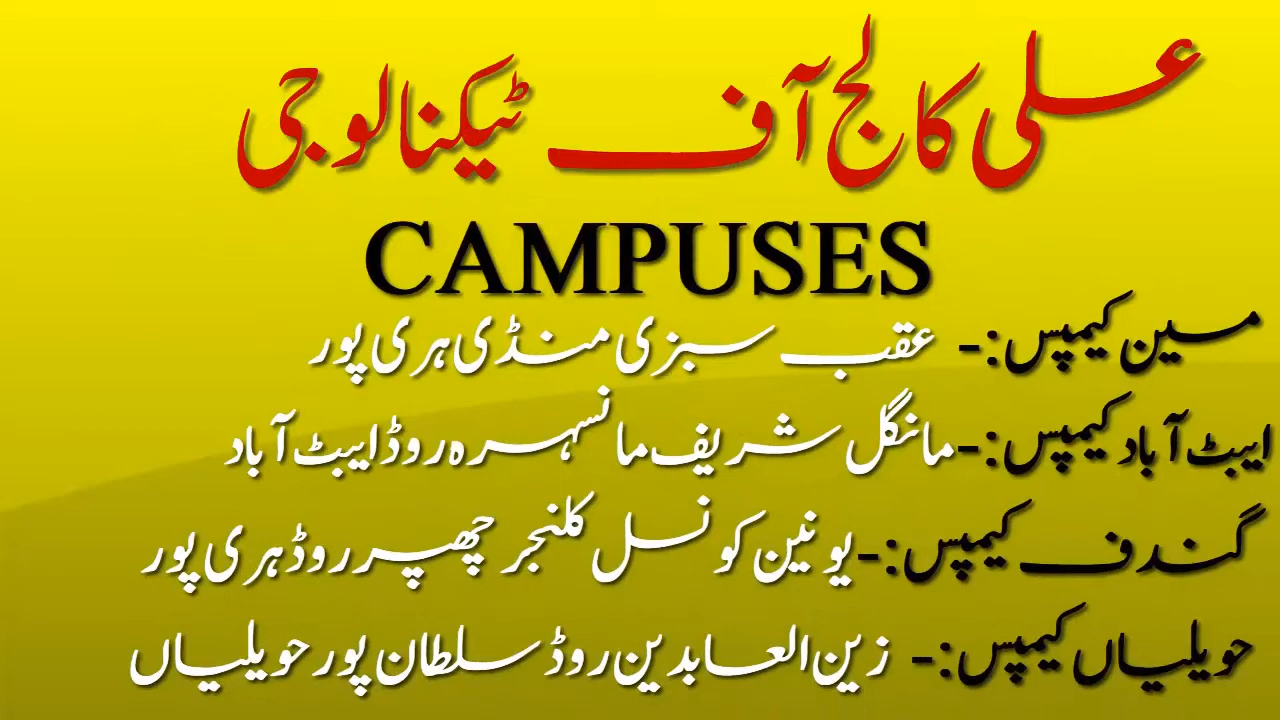 علی کالج آف ٹیکنالوجی
CAMPUSES
مین کیمپس:- عقب سبزی منڈی ہری پور
ایبٹ آباد کیمپس:- مانگل شریف مانسہرہ روڈ ایبٹ آباد
گندف کیمپس:- یونین کونسل کلنجر چھپر روڈ ہری پور
حویلیاں کیمپس:- زین العابدین روڈ سلطان پور حویلیاں